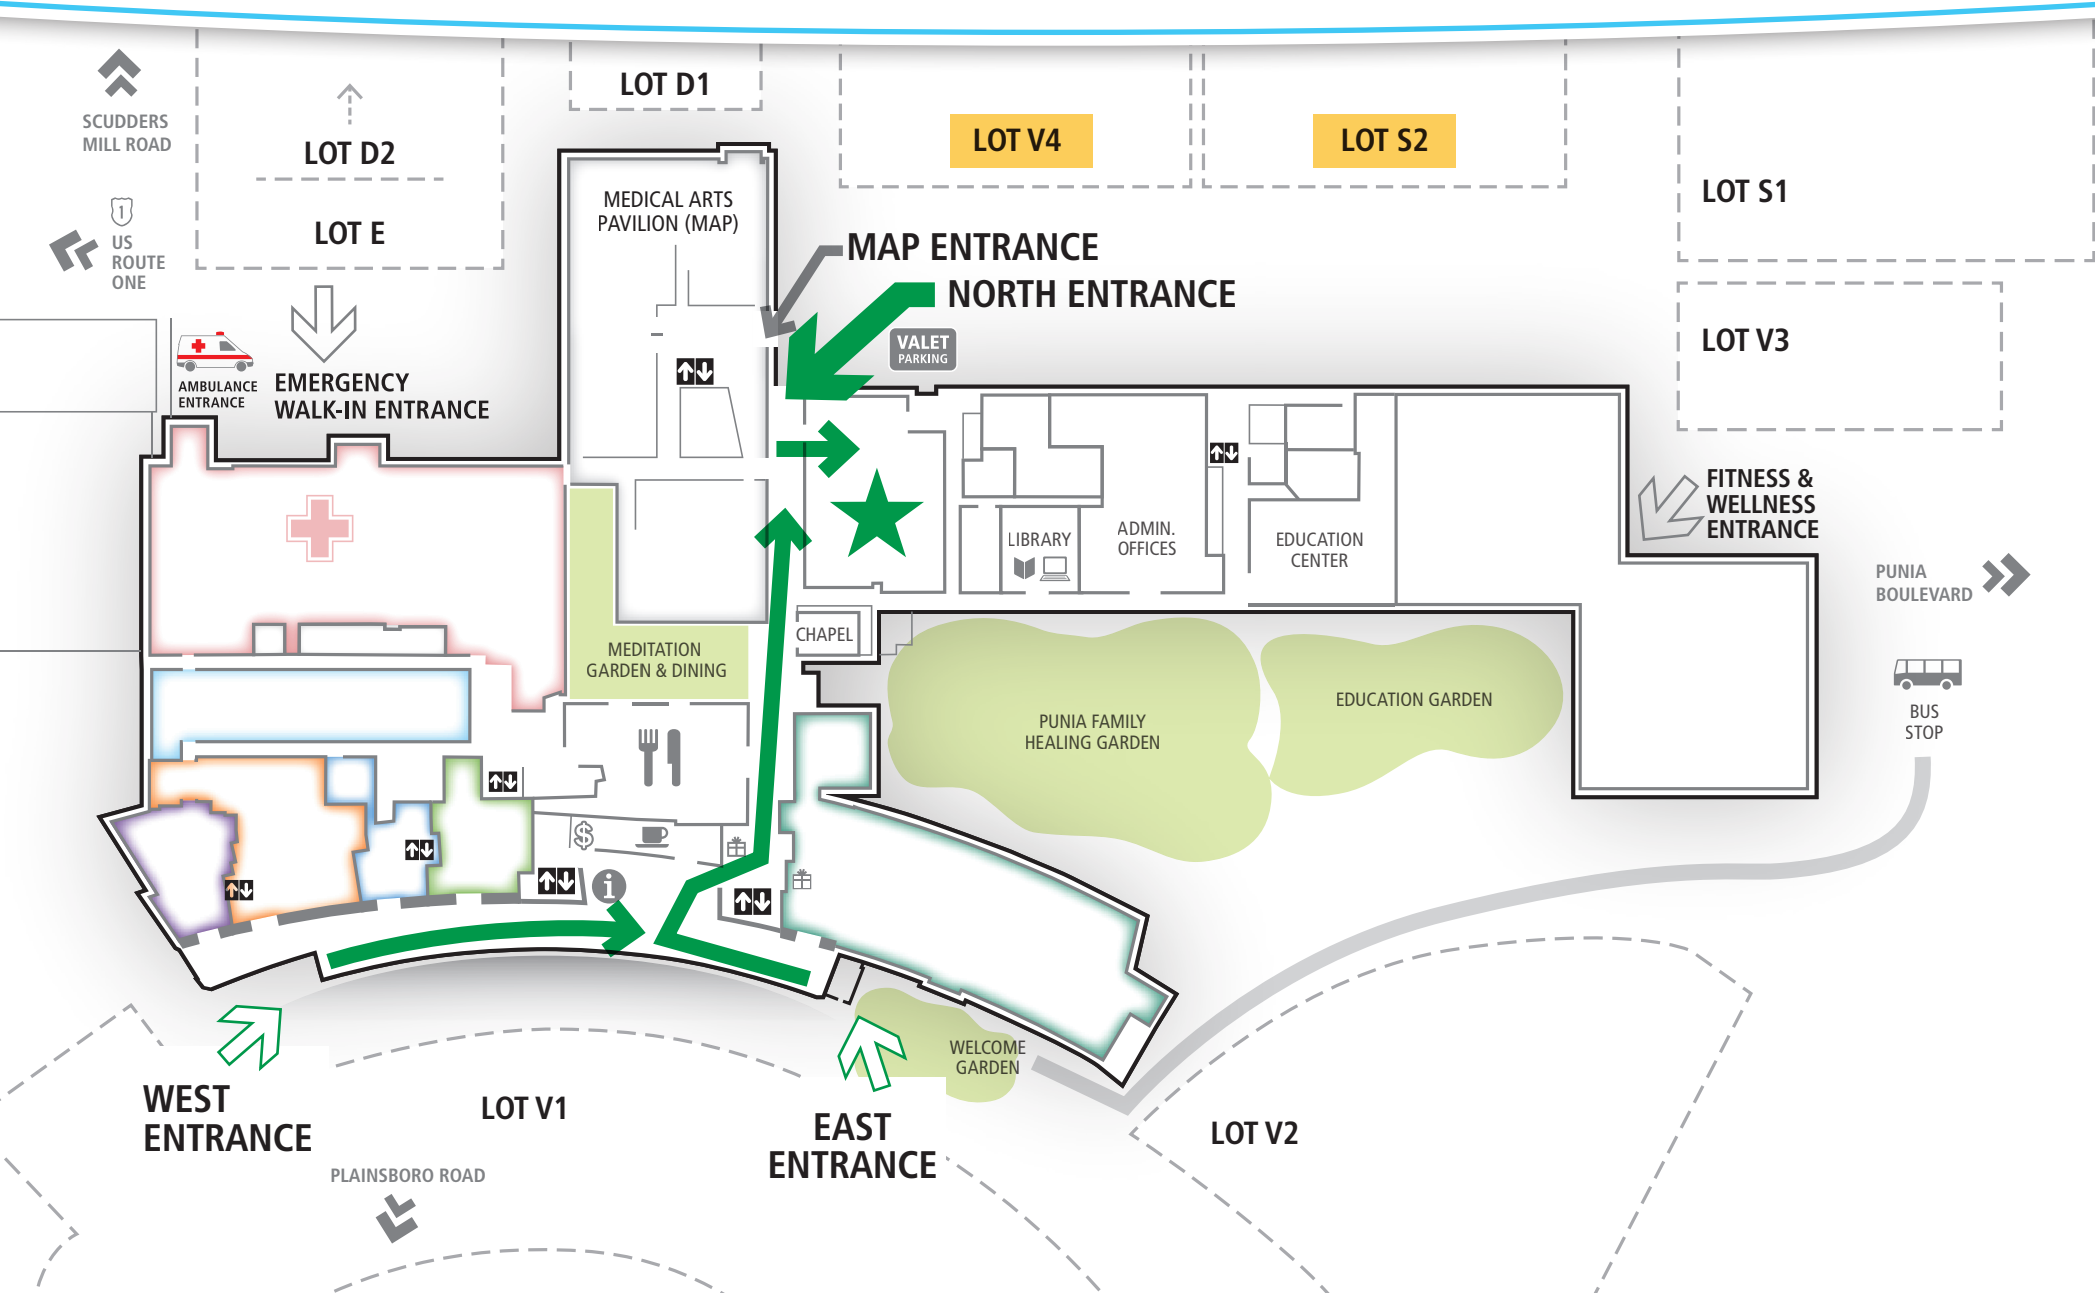 SCUDDERS
MILL ROAD
1
US
ROUTE
ONE
LOT D2
LOT E
LOT D1
LOT V4
LOT S2
LOT S1
LOT V3
MEDICAL ARTS
PAVILION (MAP)
MAP ENTRANCE
NORTH ENTRANCE
VALET
PARKING
AMBULANCE
ENTRANCE
EMERGENCY
WALK-IN ENTRANCE
FITNESS &
WELLNESS
ENTRANCE
LIBRARY
ADMIN.
OFFICES
EDUCATION
CENTER
PUNIA
BOULEVARD
CHAPEL
MEDITATION
GARDEN & DINING
PUNIA FAMILY
HEALING GARDEN
EDUCATION GARDEN
BUS
STOP
$
i
WELCOME
GARDEN
WEST
ENTRANCE
LOT V1
EAST
ENTRANCE
LOT V2
PLAINSBORO ROAD